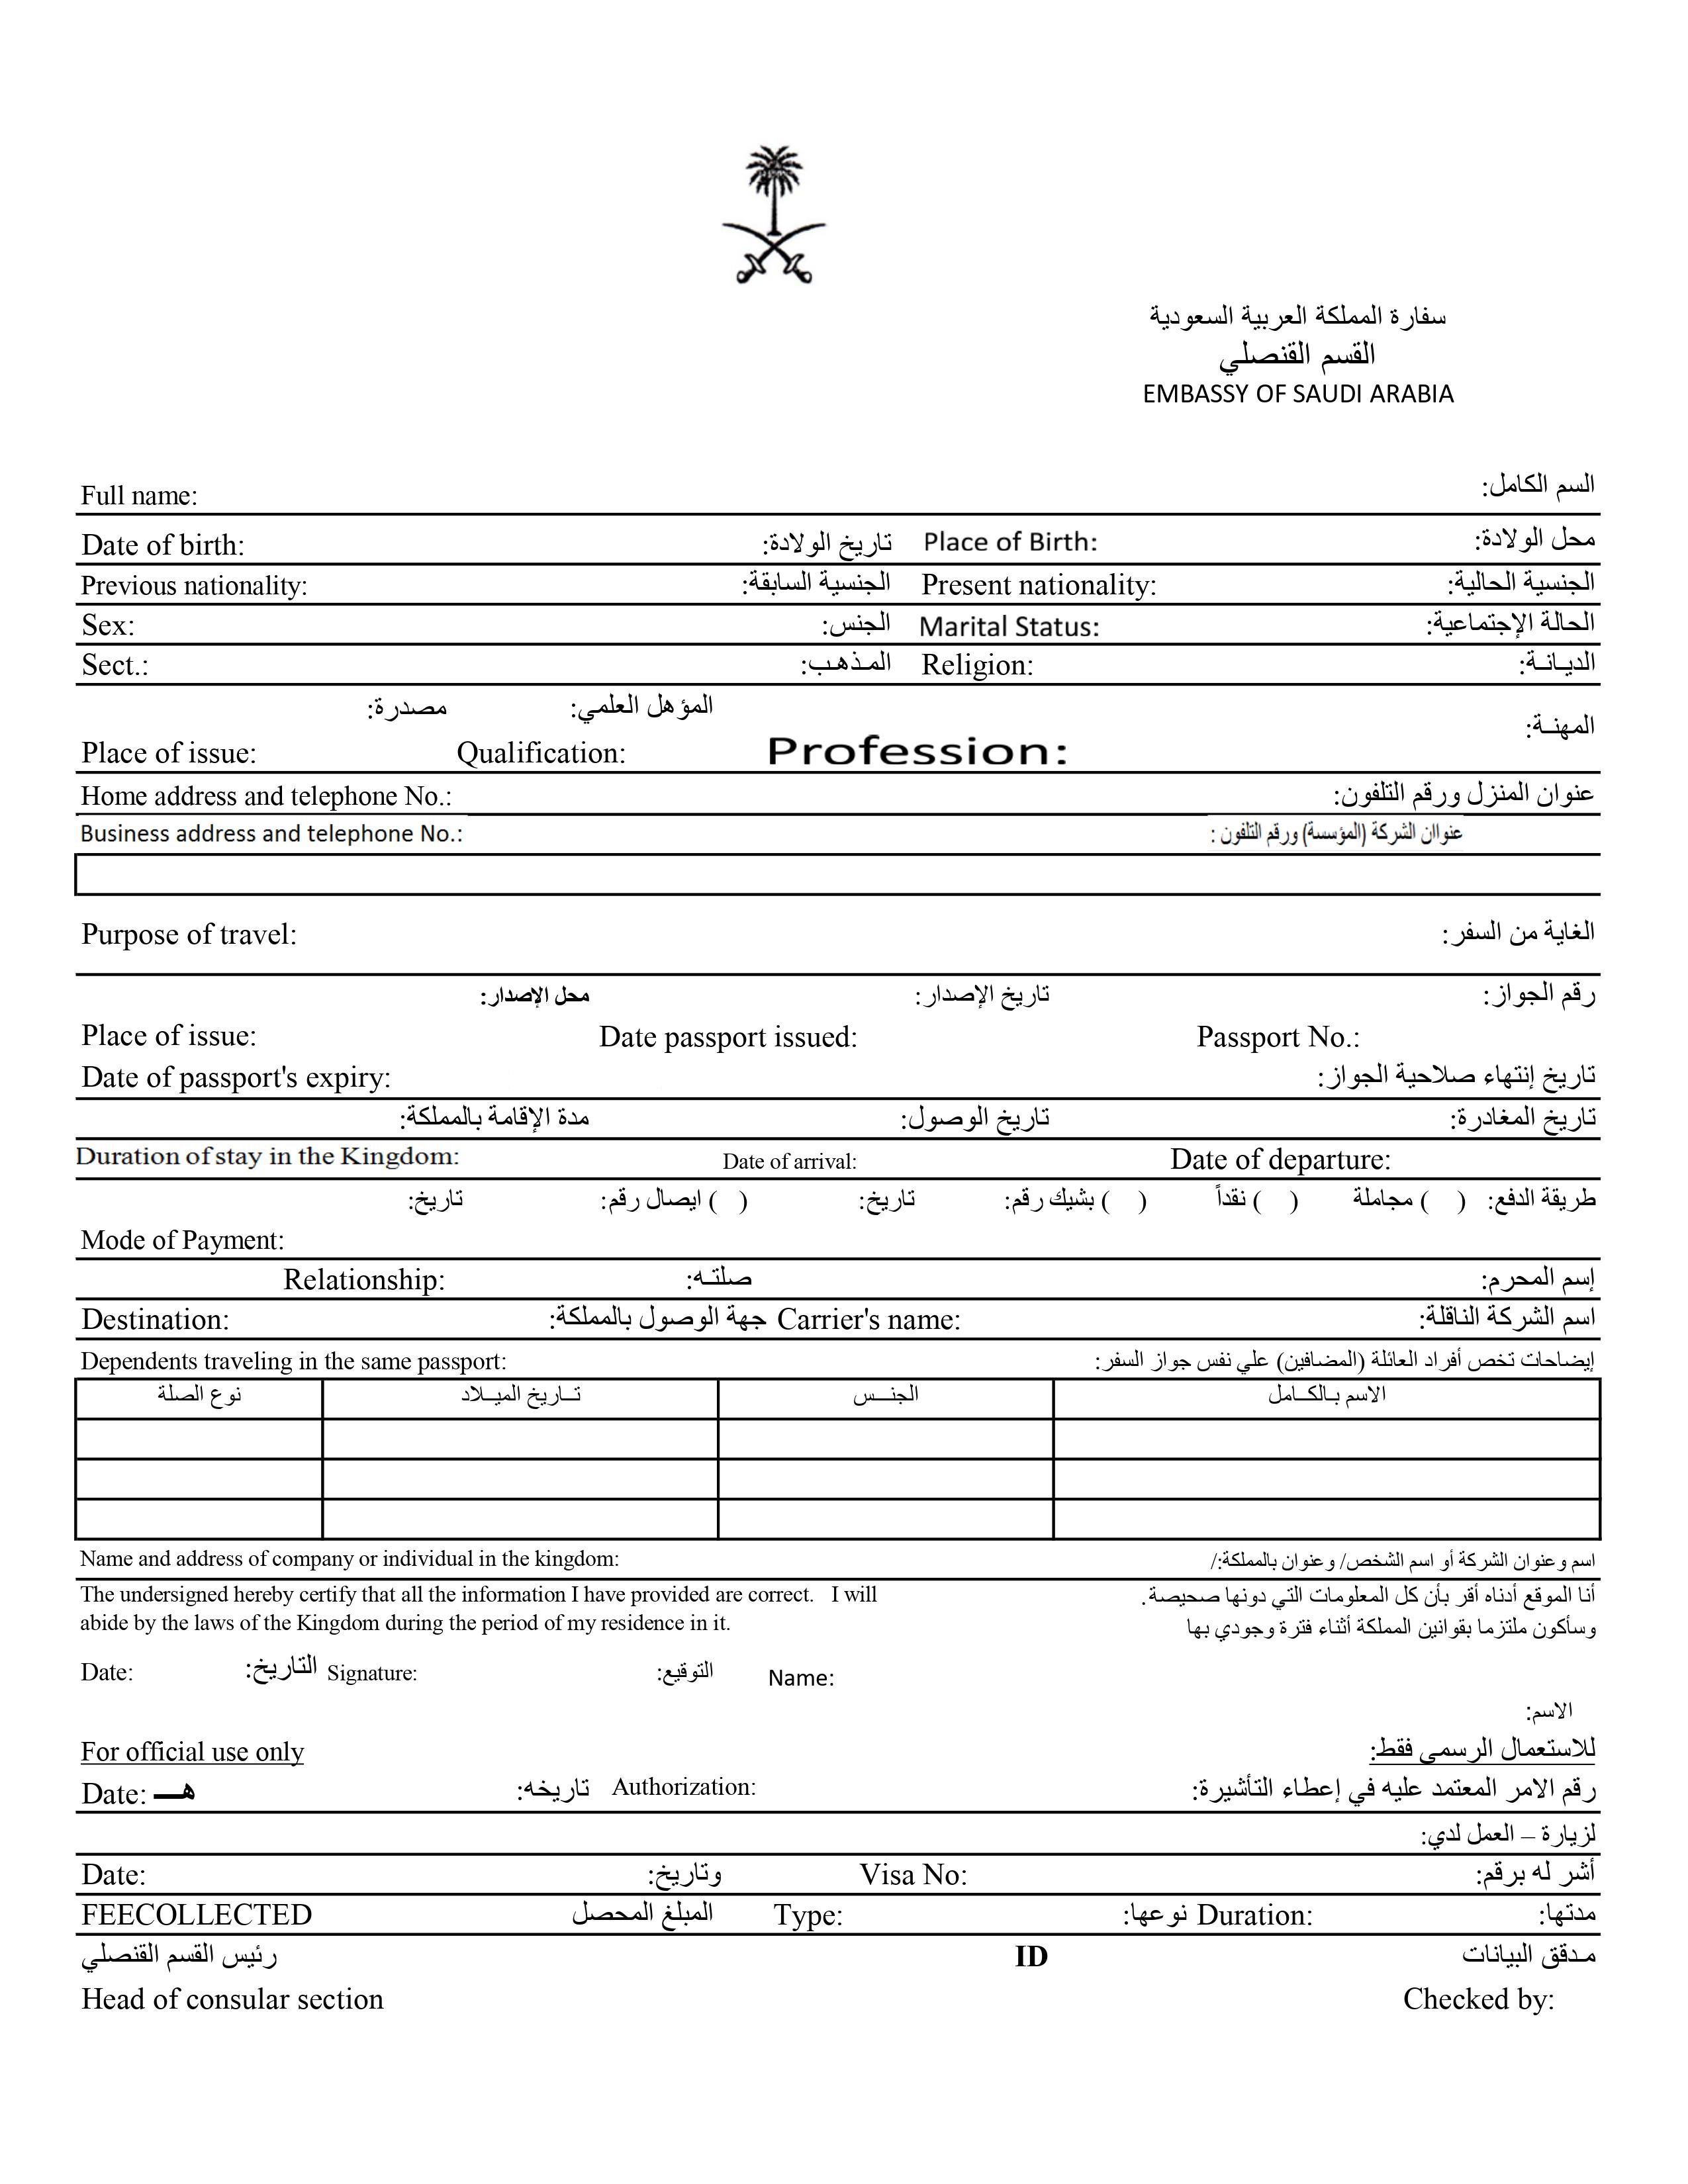 سفارة المملكة العربية السعودية
القسم القنصلي
EMBASSY OF SAUDI ARABIA
Full name: السم الكامل:
Date of birth: تاريخ الولادة: Place of Birth: محل الولادة:
Previous nationality: الجنسية السابقة: Present nationality: الجنسية الحالية:
Sex: الجنس: Marital Status: الحالة الإجتماعية:
Sect.: المـذهـب: Religion: الديـانـة:
مصدرة: المؤهل العلمي: المهنـة:
Place of issue: Qualification: Profession:
Home address and telephone No.: عنوان المنزل ورقم التلفون:
Business address and telephone No.: عنواان الشركة (المؤسسة) ورقم التلفون :
Purpose of travel: الغاية من السفر:
محل الإصدار: تاريخ الإصدار: رقم الجواز:
Place of issue: Date passport issued: Passport No.:
Date of passport's expiry: تاريخ إنتهاء صلاحية الجواز:
مدة الإقامة بالمملكة: تاريخ الوصول: تاريخ المغادرة:
Duration of stay in the Kingdom: Date of arrival: Date of departure:
طريقة الدفع: ( ) مجاملة ( ) نقداً ( ) بشيك رقم: تاريخ: ( ) ايصال رقم: تاريخ:
Mode of Payment:
Relationship: صلتـه: إسم المحرم:
Destination: جهة الوصول بالمملكة: Carrier's name: اسم الشركة الناقلة:
Dependents traveling in the same passport: إيضاحات تخص أفراد العائلة (المضافين) علي نفس جواز السفر:
نوع الصلة تــاريخ الميــلاد الجنـــس الاسم بـالكــامل
Name and address of company or individual in the kingdom: اسم وعنوان الشركة أو اسم الشخص/ وعنوان بالمملكة:/
The undersigned hereby certify that all the information I have provided are correct. I will أنا الموقع أدناه أقر بأن كل المعلومات التي دونها صحيصة.
abide by the laws of the Kingdom during the period of my residence in it. وسأكون ملتزما بقوانين المملكة أثناء فترة وجودي بها
Date: التاريخ: Signature: التوقيع: Name:
الاسم:
For official use only للاستعمال الرسمي فقط:
Date: هـــ تاريخه: Authorization: رقم الامر المعتمد عليه في إعطاء التأشيرة:
لزيارة – العمل لدي:
Date: وتاريخ: Visa No: أشر له برقم:
FEECOLLECTED المبلغ المحصل Type: نوعها: Duration: مدتها:
رئيس القسم القنصلي ID مـدقق البيانات
Head of consular section Checked by: